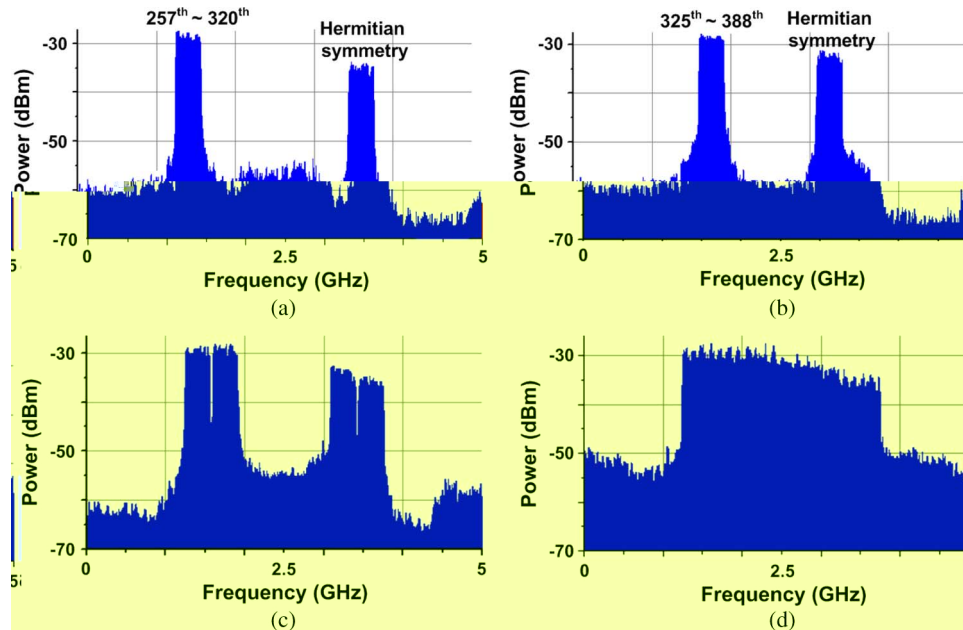 257th ~ 320th
Hermitian
symmetry
-30
-50
-70
Power (dBm)
0
5
Frequency (GHz)
(a)
325th ~ 388th
Hermitian
symmetry
-30
-50
-70
Power (dBm)
0
2.5
Frequency (GHz)
(b)
5
-30
-50
-70
Power (dBm)
0
2.5
5
Frequency (GHz)
(c)
-30
-50
-70
Power (dBm)
0
2.5
Frequency (GHz)
(d)
5